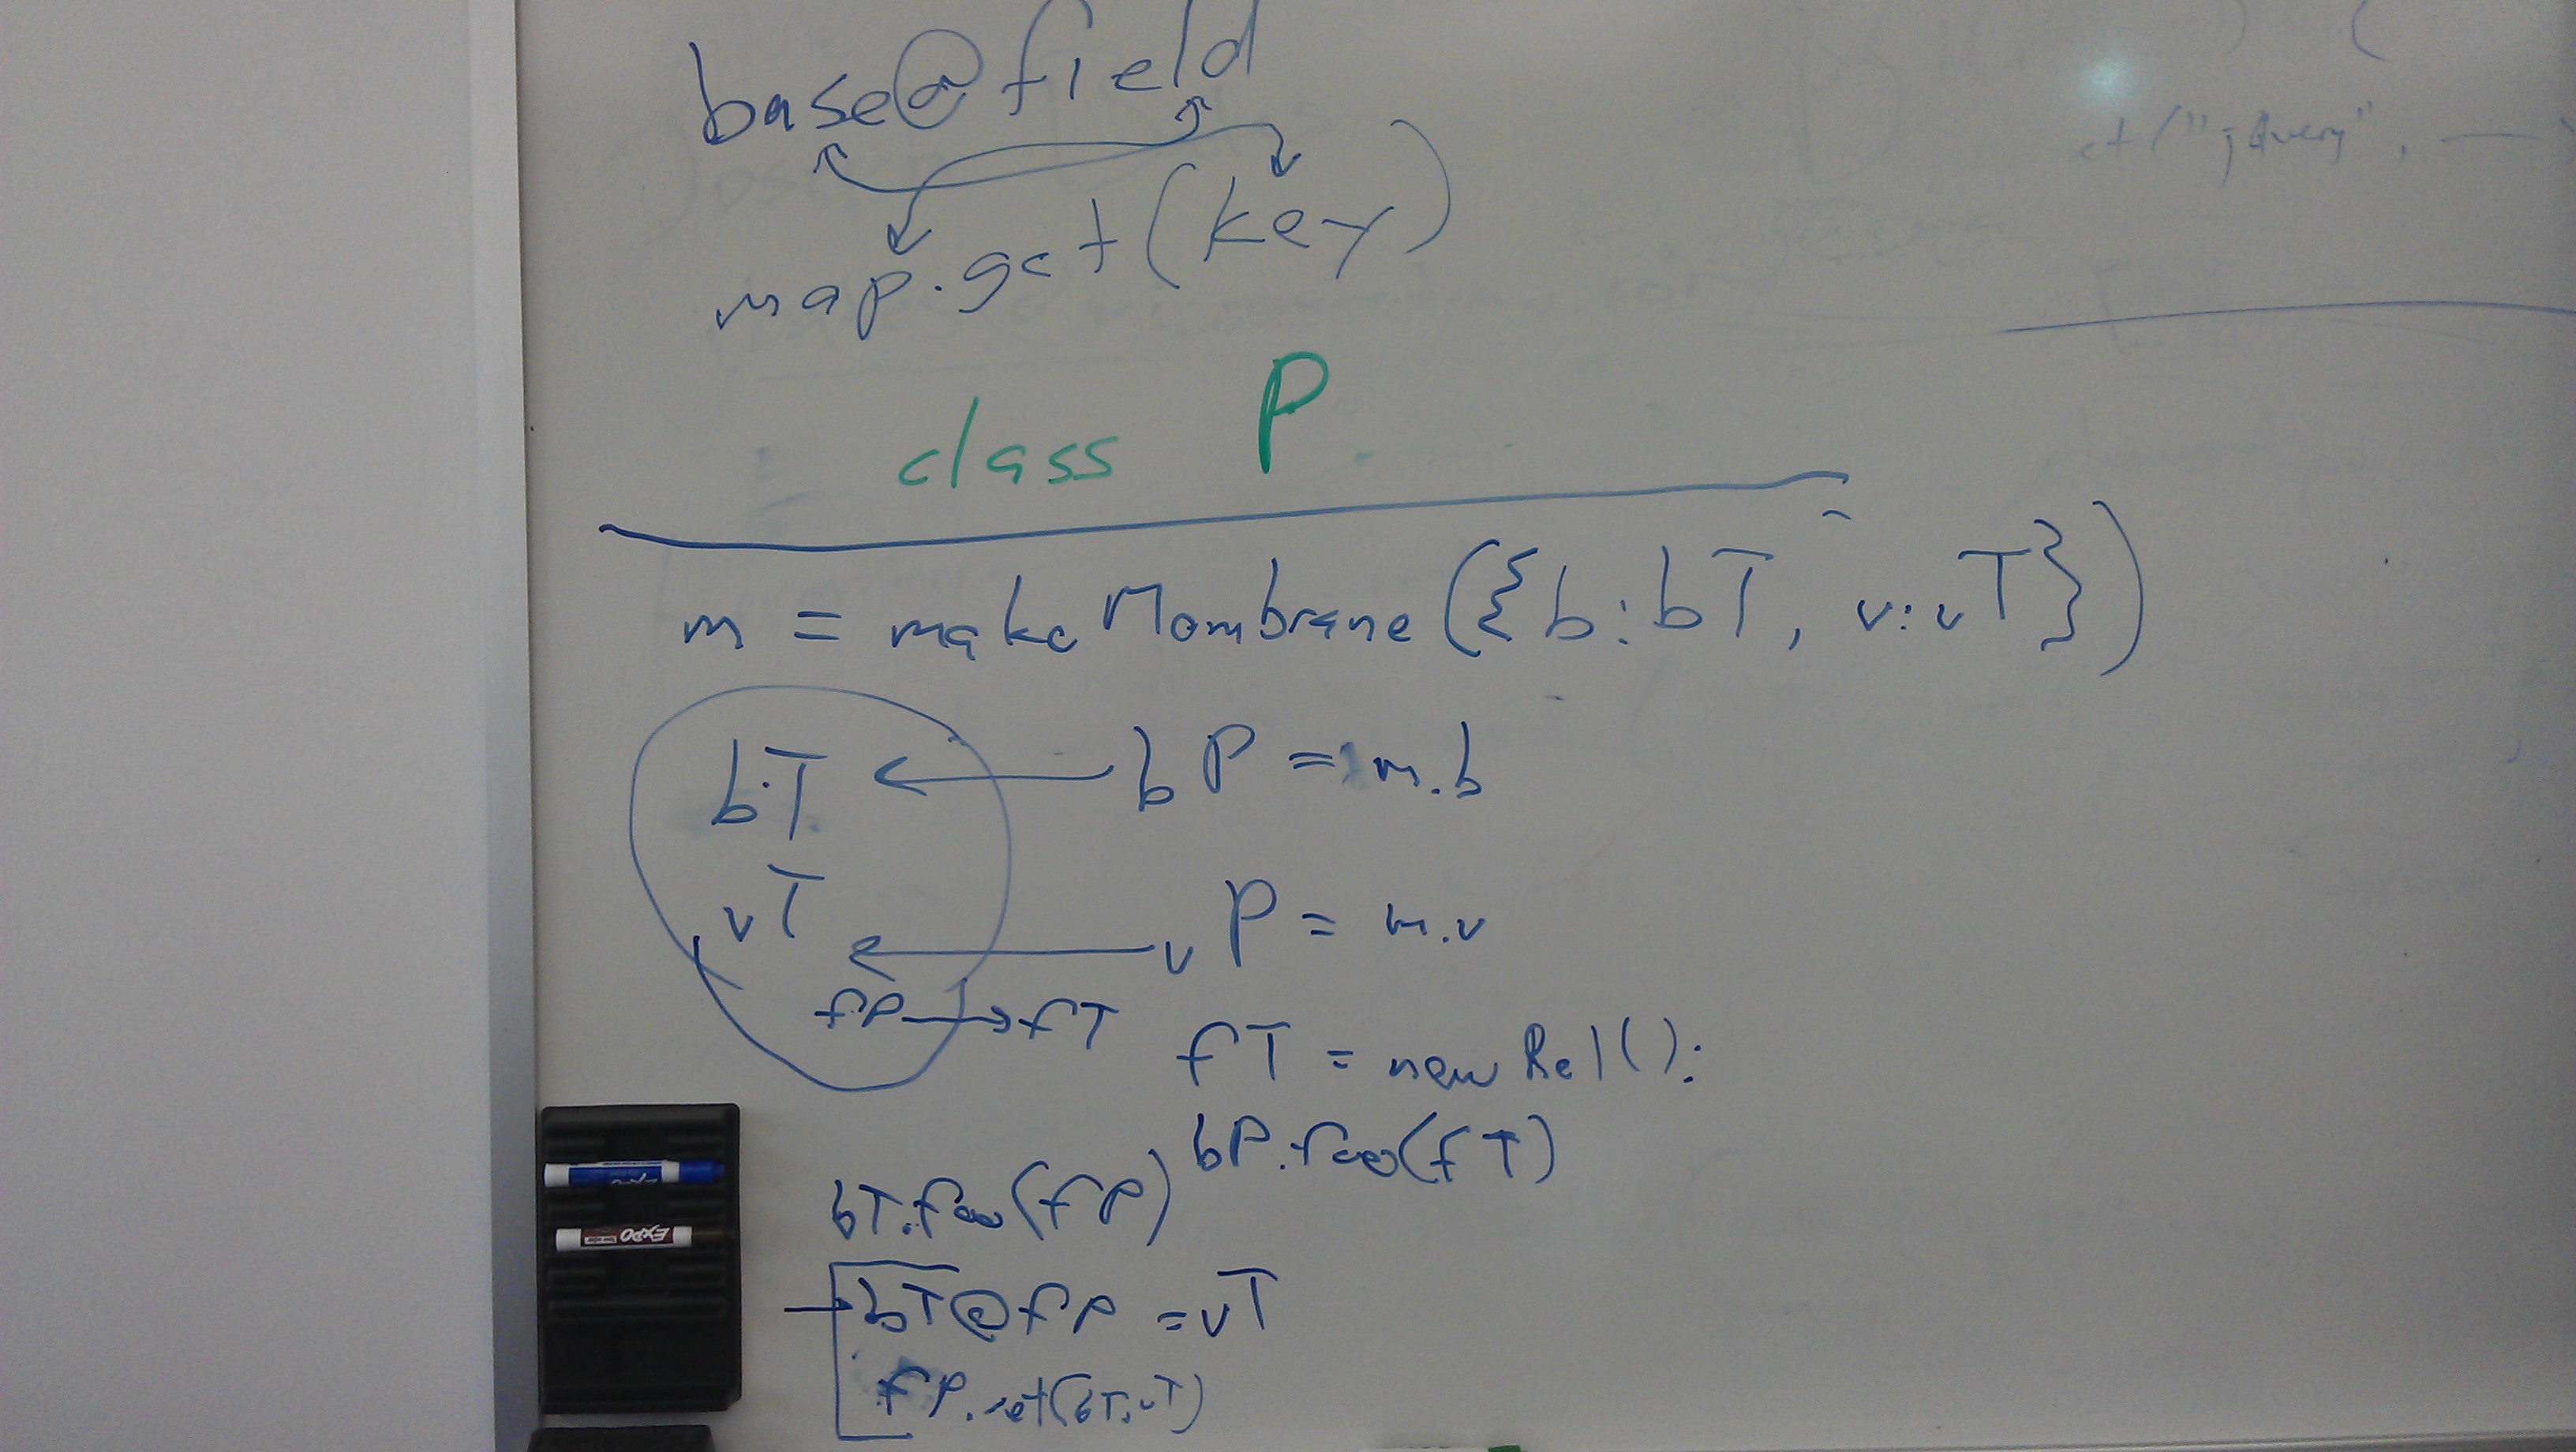 base@field
map.get(key)
class P
m = makeMembrane({b:bT, v:vT})
bT ← bP = m.b
vT ← vP = m.v
fP → fT
fT = new Rel();
bP.foo(fT)
bT.foo(fP)
→ bT@fP = vT
fP.set(bT,vT)
et("jQuery", —
EXPO